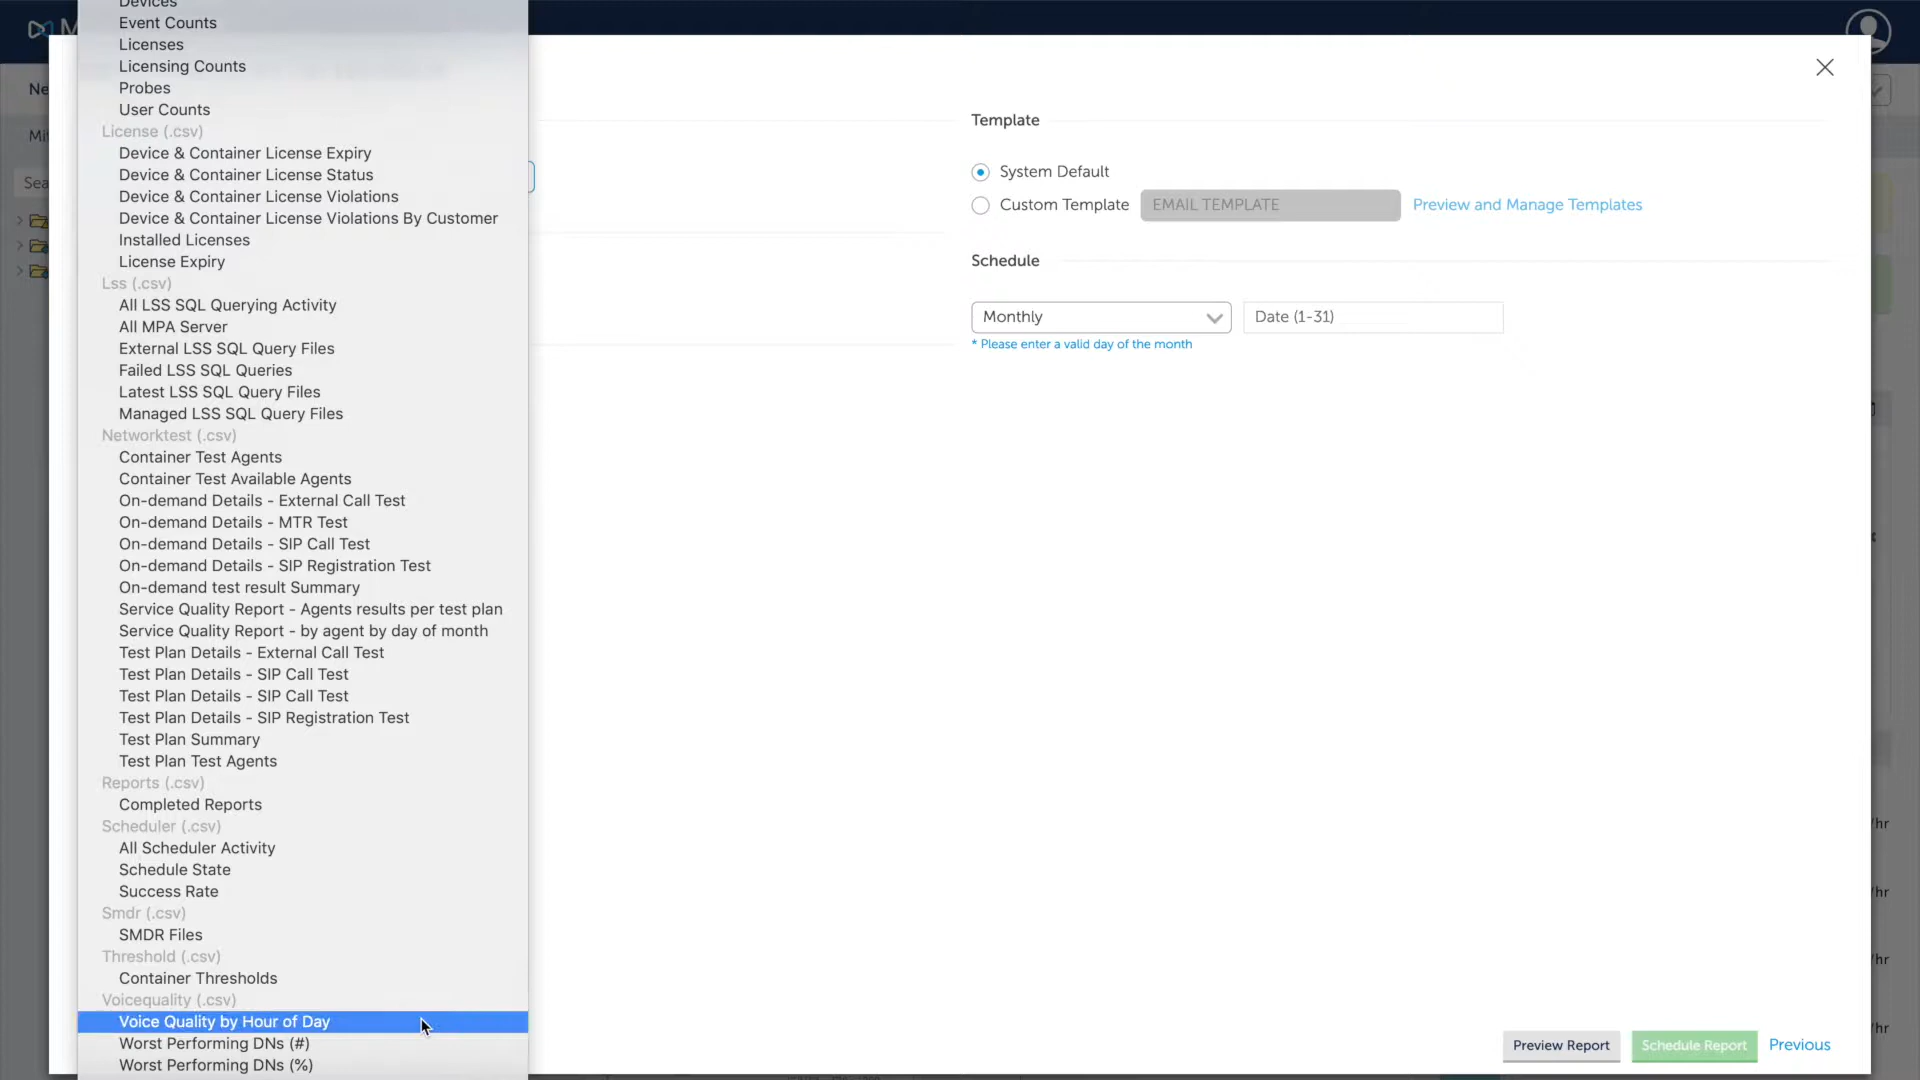 M
Devices
Event Counts
Licenses
Licensing Counts
Probes
User Counts
License (.csv)
Device & Container License Expiry
Device & Container License Status
Device & Container License Violations
Device & Container License Violations By Customer
Installed Licenses
License Expiry
Lss (.csv)
All LSS SQL Querying Activity
All MPA Server
External LSS SQL Query Files
Failed LSS SQL Queries
Latest LSS SQL Query Files
Managed LSS SQL Query Files
Networktest (.csv)
Container Test Agents
Container Test Available Agents
On-demand Details - External Call Test
On-demand Details - MTR Test
On-demand Details - SIP Call Test
On-demand Details - SIP Registration Test
On-demand test result Summary
Service Quality Report - Agents results per test plan
Service Quality Report - by agent by day of month
Test Plan Details - External Call Test
Test Plan Details - SIP Call Test
Test Plan Details - SIP Call Test
Test Plan Details - SIP Registration Test
Test Plan Summary
Test Plan Test Agents
Reports (.csv)
Completed Reports
Scheduler (.csv)
All Scheduler Activity
Schedule State
Success Rate
Smdr (.csv)
SMDR Files
Threshold (.csv)
Container Thresholds
Voicequality (.csv)
Voice Quality by Hour of Day
Worst Performing DNs (#)
Worst Performing DNs (%)
Ne
Mit
Sea
Template
System Default
Custom Template EMAIL TEMPLATE Preview and Manage Templates
Schedule
Monthly Date (1-31)
* Please enter a valid day of the month
/hr
/hr
/hr
/hr
Preview Report Schedule Report Previous